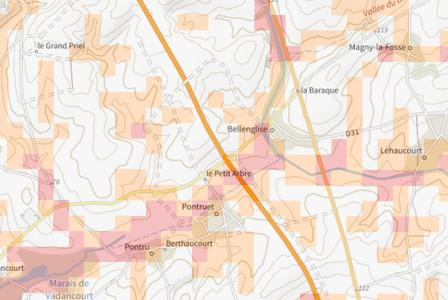 Vallée du
le Grand Priel
Magny-la-Fosse
la Baraque
Bellenglise
D31
Lehaucourt
le Petit Arbre
Pontruet
Pontru
Berthaucourt
ncourt
Marais de
Vadancourt